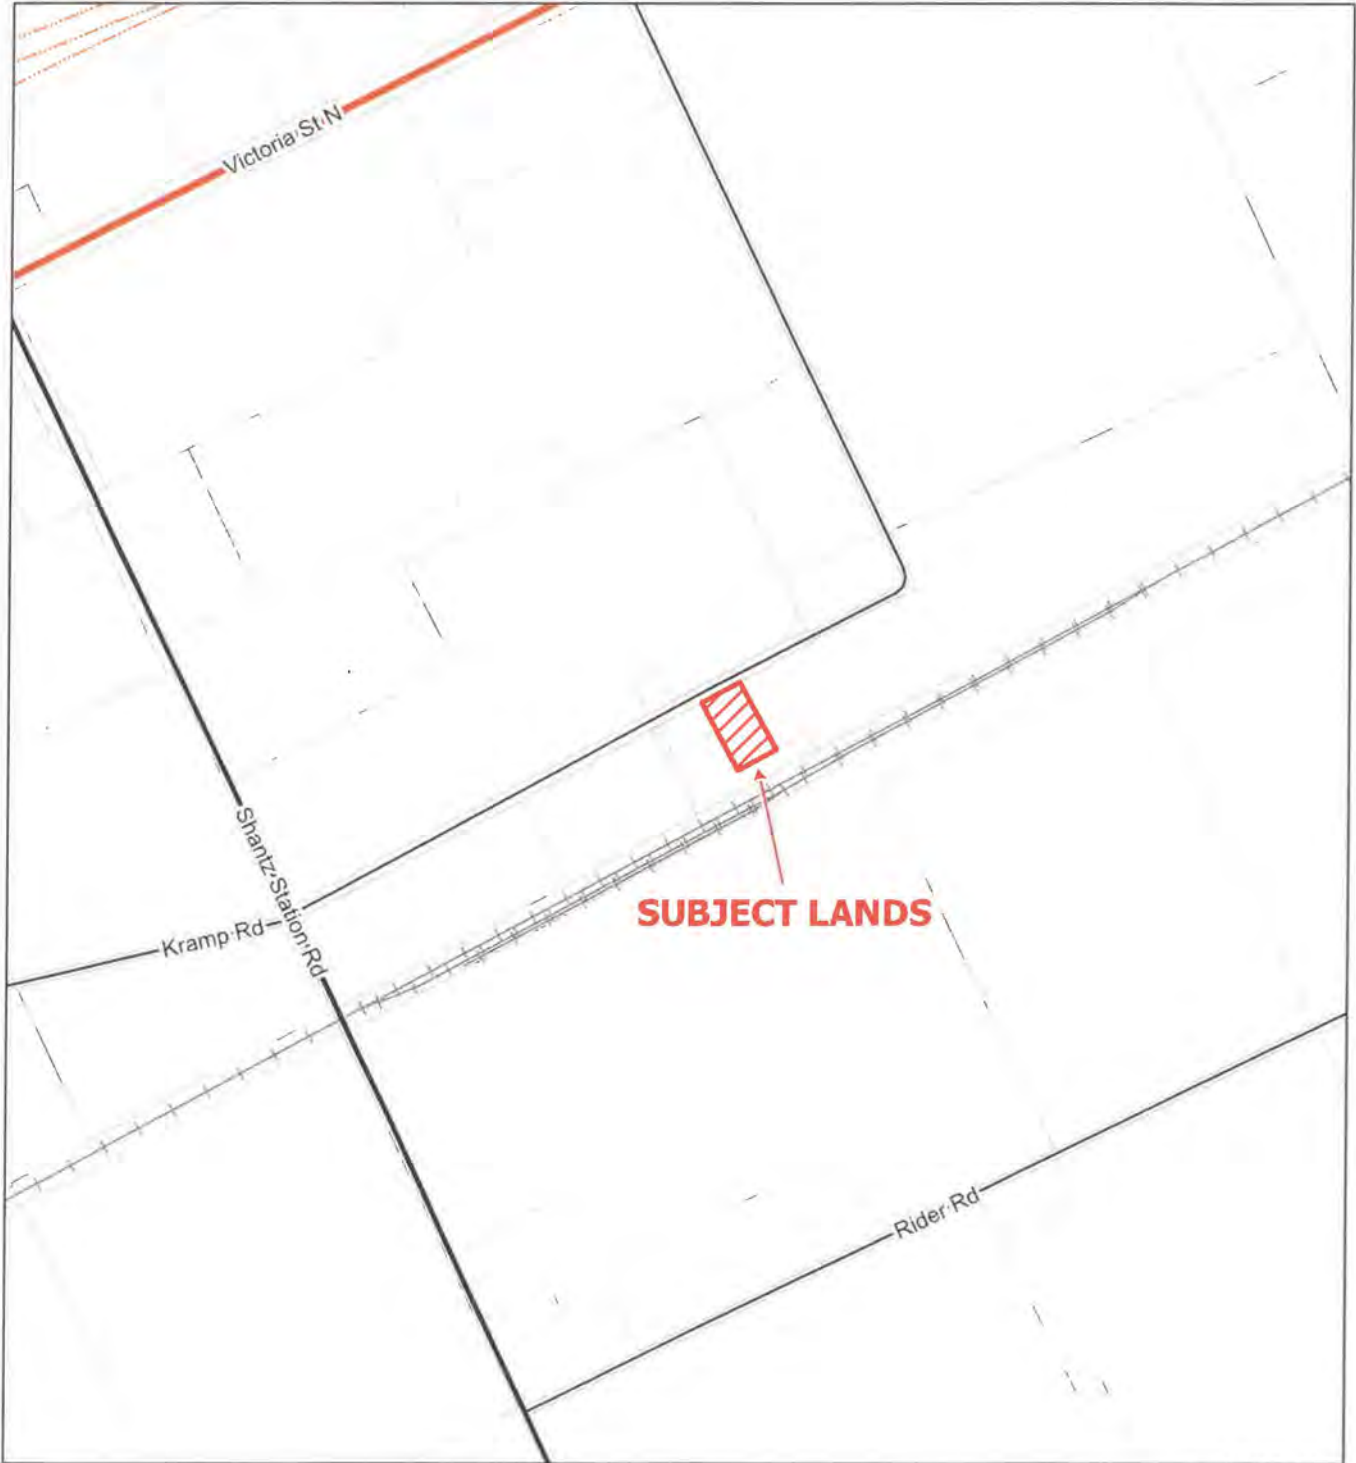 Victoria St N
Shantz Station Rd
Kramp Rd
SUBJECT LANDS
Rider Rd